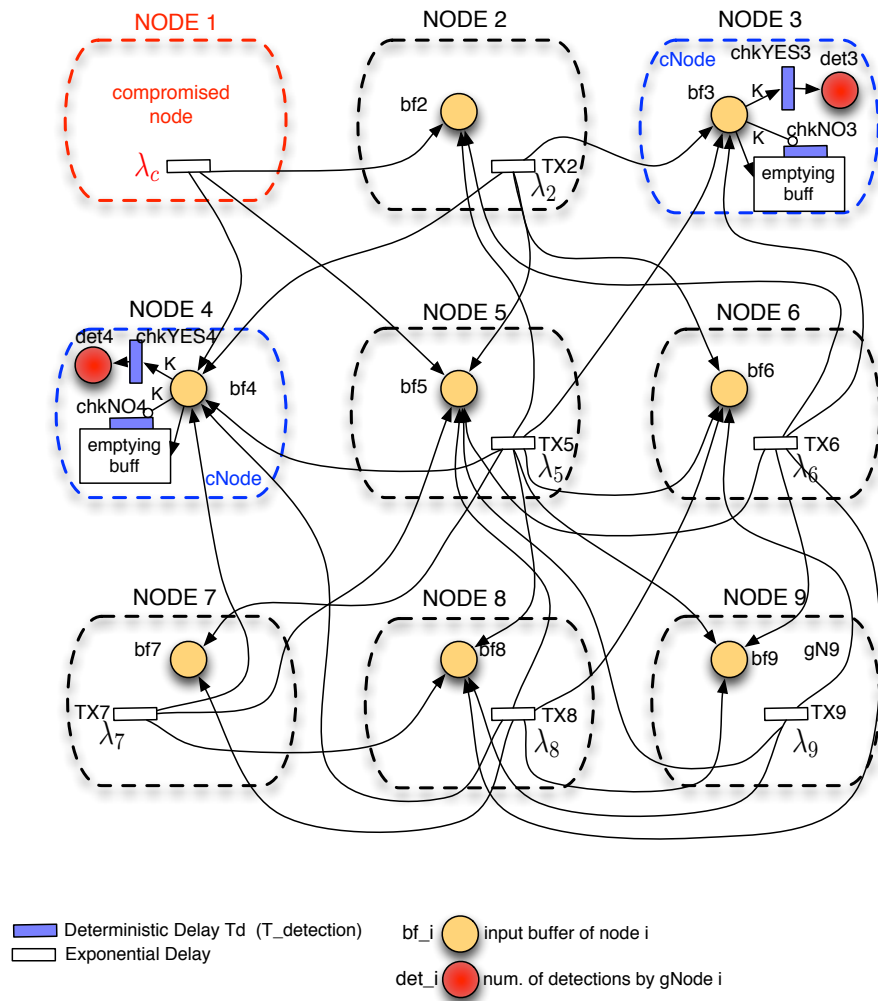 NODE 1
NODE 2
NODE 3
compromised
node
λc
bf2
TX2
λ2
cNode
chkYES3
det3
bf3
K
K
chkNO3
emptying
buff
NODE 4
NODE 5
NODE 6
det4
chkYES4
K
K
bf4
chkNO4
emptying
buff
cNode
bf5
TX5
λ5
bf6
TX6
λ6
NODE 7
NODE 8
NODE 9
bf7
TX7
λ7
bf8
TX8
λ8
bf9
gN9
TX9
λ9
Deterministic Delay Td (T_detection)
Exponential Delay
bf_i
input buffer of node i
det_i
num. of detections by gNode i